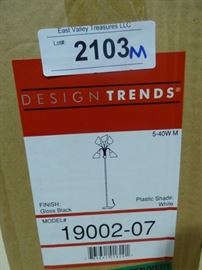 East Valley Treasures LLC
Lot#: 2103M
DESIGN TRENDS®
5-40W M
FINISH:
Gloss Black
Plastic Shade:
White
MODEL#
19002-07